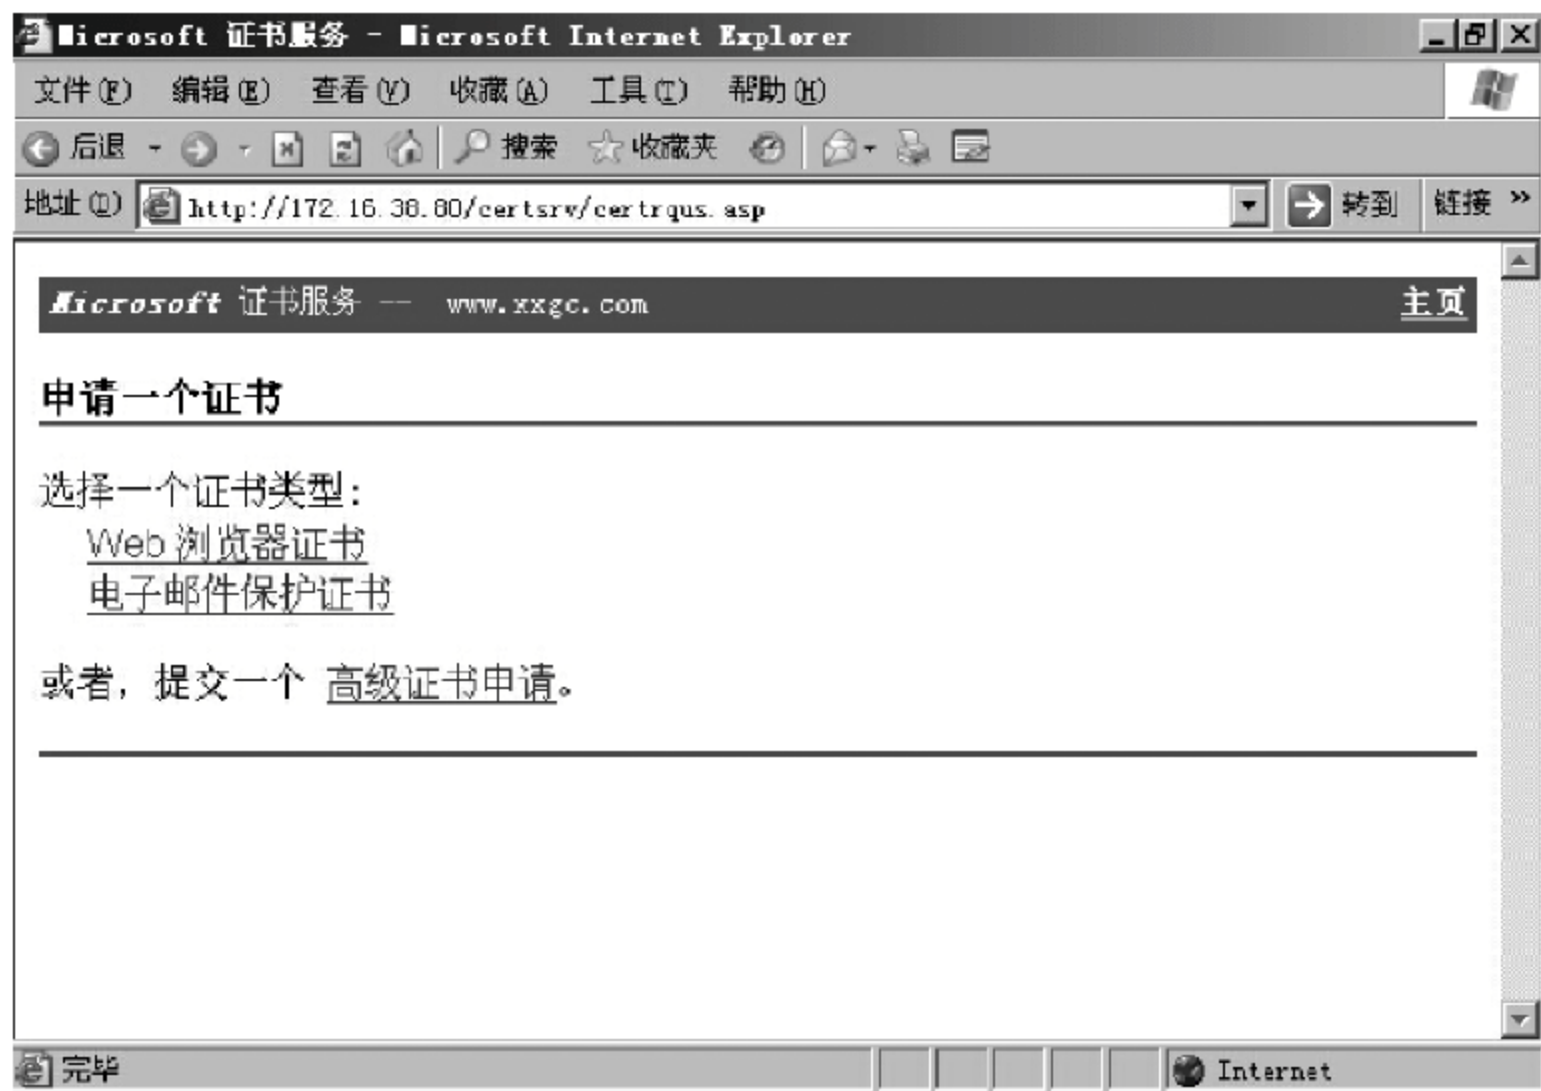 Microsoft 证书服务 - Microsoft Internet Explorer
文件(F) 编辑(E) 查看(V) 收藏(A) 工具(T) 帮助(H)
后退 搜索 收藏夹
地址(D) http://172.16.38.80/certsrv/certrqus.asp 转到 链接 »
Microsoft 证书服务 -- www.xxgc.com 主页
申请一个证书
选择一个证书类型:
Web 浏览器证书
电子邮件保护证书
或者, 提交一个 高级证书申请。
完毕 Internet